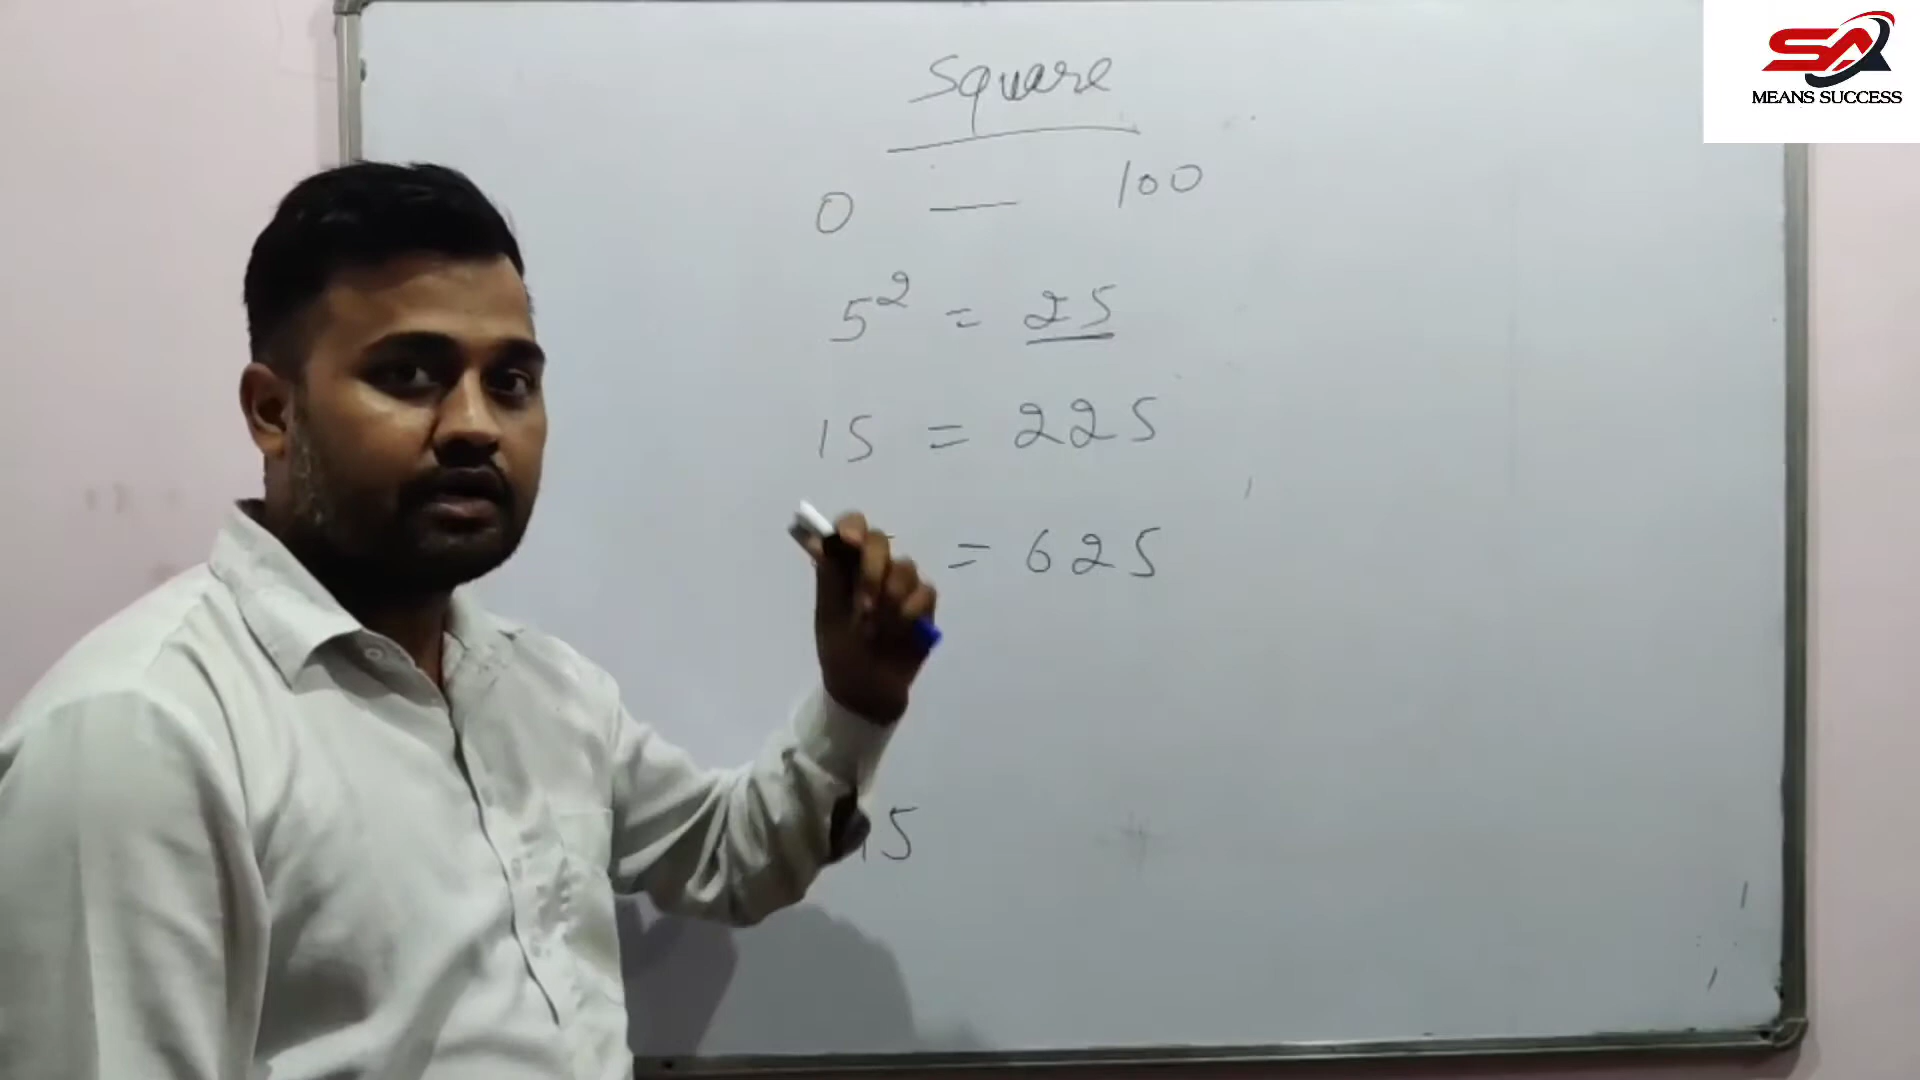 SA
MEANS SUCCESS
Square
0 — 100
5² = 25
15 = 225
= 625
5